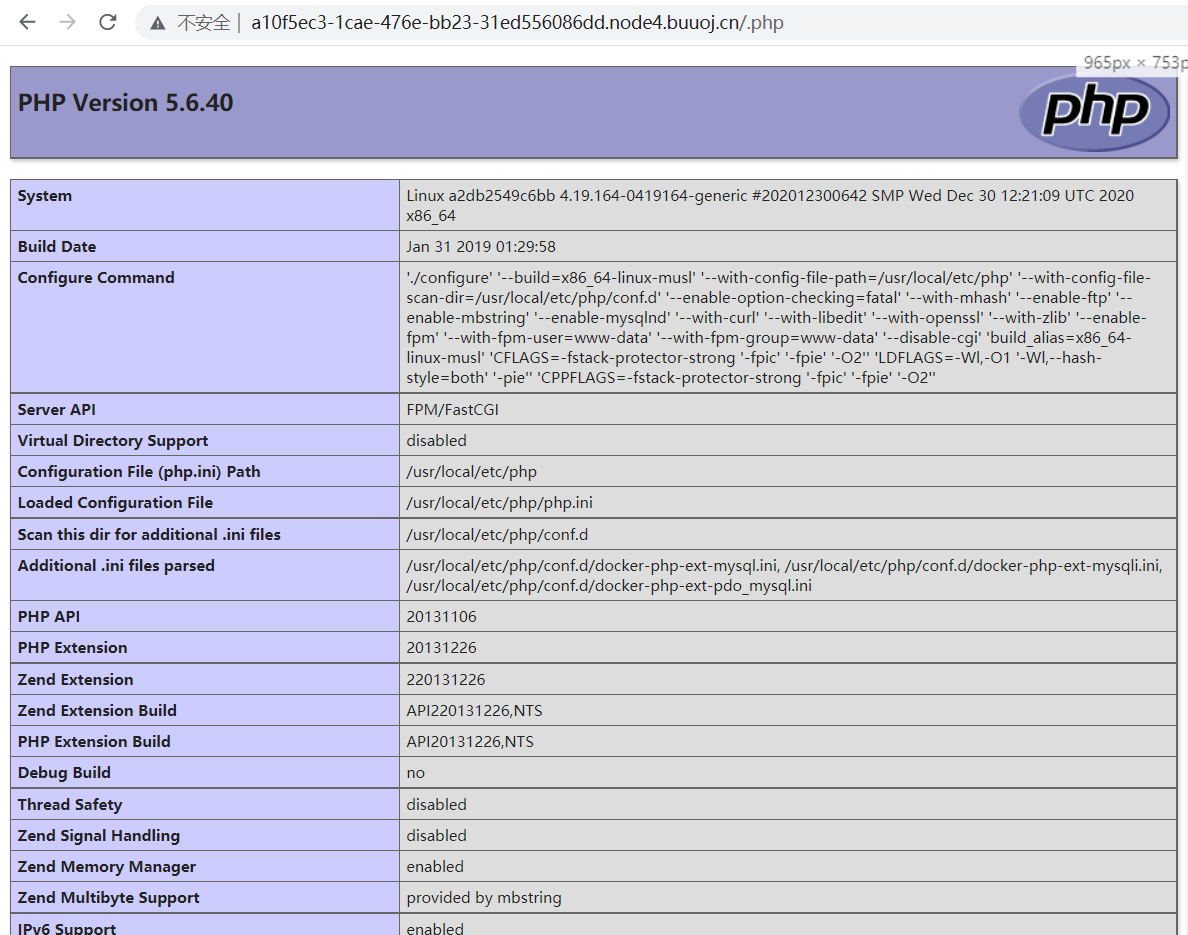 不安全 a10f5ec3-1cae-476e-bb23-31ed556086dd.node4.buuoj.cn/.php
965px × 753p
PHP Version 5.6.40
php
System
Linux a2db2549c6bb 4.19.164-0419164-generic #202012300642 SMP Wed Dec 30 12:21:09 UTC 2020
x86_64
Build Date
Jan 31 2019 01:29:58
Configure Command
'./configure' '--build=x86_64-linux-musl' '--with-config-file-path=/usr/local/etc/php' '--with-config-file-
scan-dir=/usr/local/etc/php/conf.d' '--enable-option-checking=fatal' '--with-mhash' '--enable-ftp' '--
enable-mbstring' '--enable-mysqlnd' '--with-curl' '--with-libedit' '--with-openssl' '--with-zlib' '--enable-
fpm' '--with-fpm-user=www-data' '--with-fpm-group=www-data' '--disable-cgi' 'build_alias=x86_64-
linux-musl' 'CFLAGS=-fstack-protector-strong '-fpic' '-fpie' '-O2'' 'LDFLAGS=-Wl,-O1 '-Wl,--hash-
style=both' '-pie'' 'CPPFLAGS=-fstack-protector-strong '-fpic' '-fpie' '-O2''
Server API
FPM/FastCGI
Virtual Directory Support
disabled
Configuration File (php.ini) Path
/usr/local/etc/php
Loaded Configuration File
/usr/local/etc/php/php.ini
Scan this dir for additional .ini files
/usr/local/etc/php/conf.d
Additional .ini files parsed
/usr/local/etc/php/conf.d/docker-php-ext-mysql.ini, /usr/local/etc/php/conf.d/docker-php-ext-mysqli.ini,
/usr/local/etc/php/conf.d/docker-php-ext-pdo_mysql.ini
PHP API
20131106
PHP Extension
20131226
Zend Extension
220131226
Zend Extension Build
API220131226,NTS
PHP Extension Build
API20131226,NTS
Debug Build
no
Thread Safety
disabled
Zend Signal Handling
disabled
Zend Memory Manager
enabled
Zend Multibyte Support
provided by mbstring
IPv6 Support
enabled